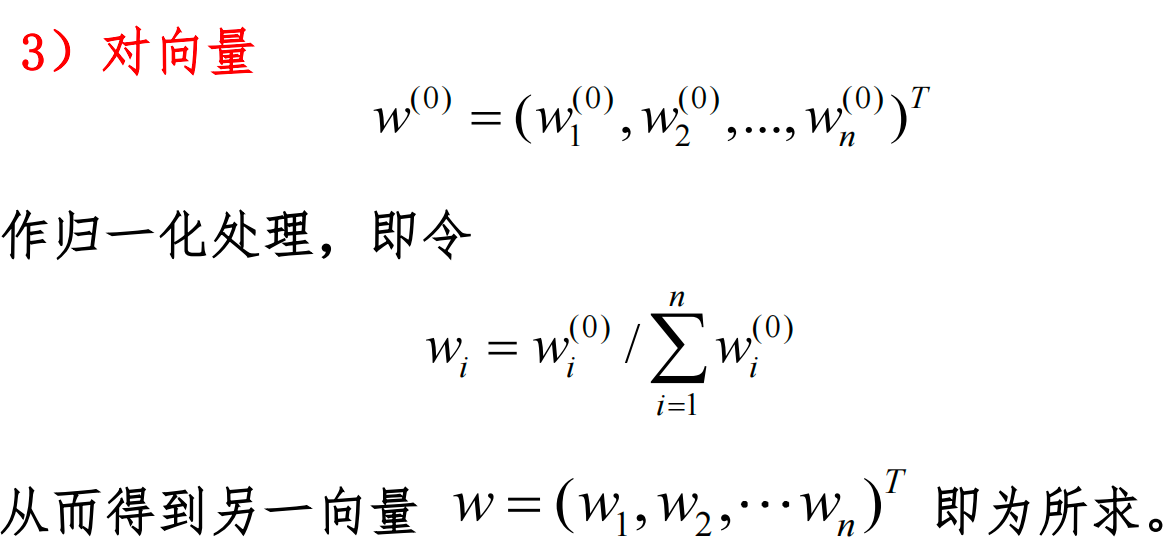 3）对向量
w^{(0)} = (w_1^{(0)}, w_2^{(0)}, ..., w_n^{(0)})^T
作归一化处理，即令
w_i = w_i^{(0)} / \sum_{i=1}^{n} w_i^{(0)}
从而得到另一向量 w = (w_1, w_2, \cdots w_n)^T 即为所求。